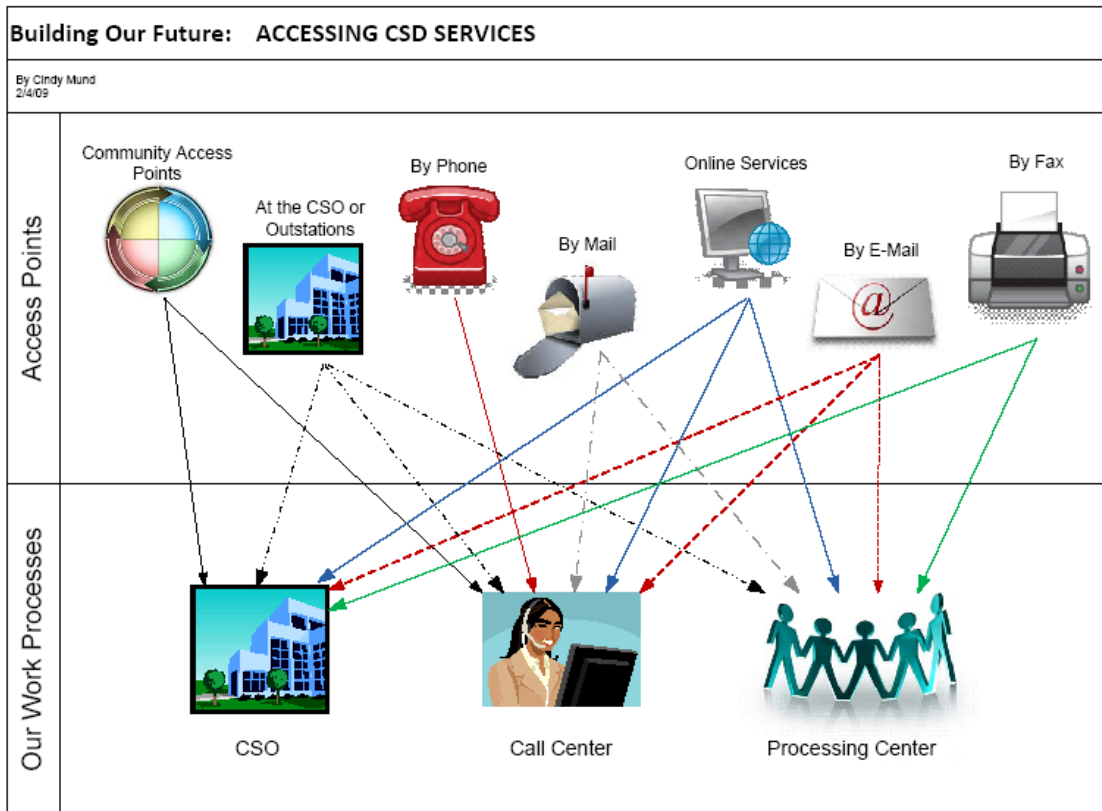 Building Our Future: ACCESSING CSD SERVICES
By Cindy Mund
2/4/09
Access Points
Community Access
Points
At the CSO or
Outstations
By Phone
By Mail
Online Services
By E-Mail
@
By Fax
Our Work Processes
CSO
Call Center
Processing Center